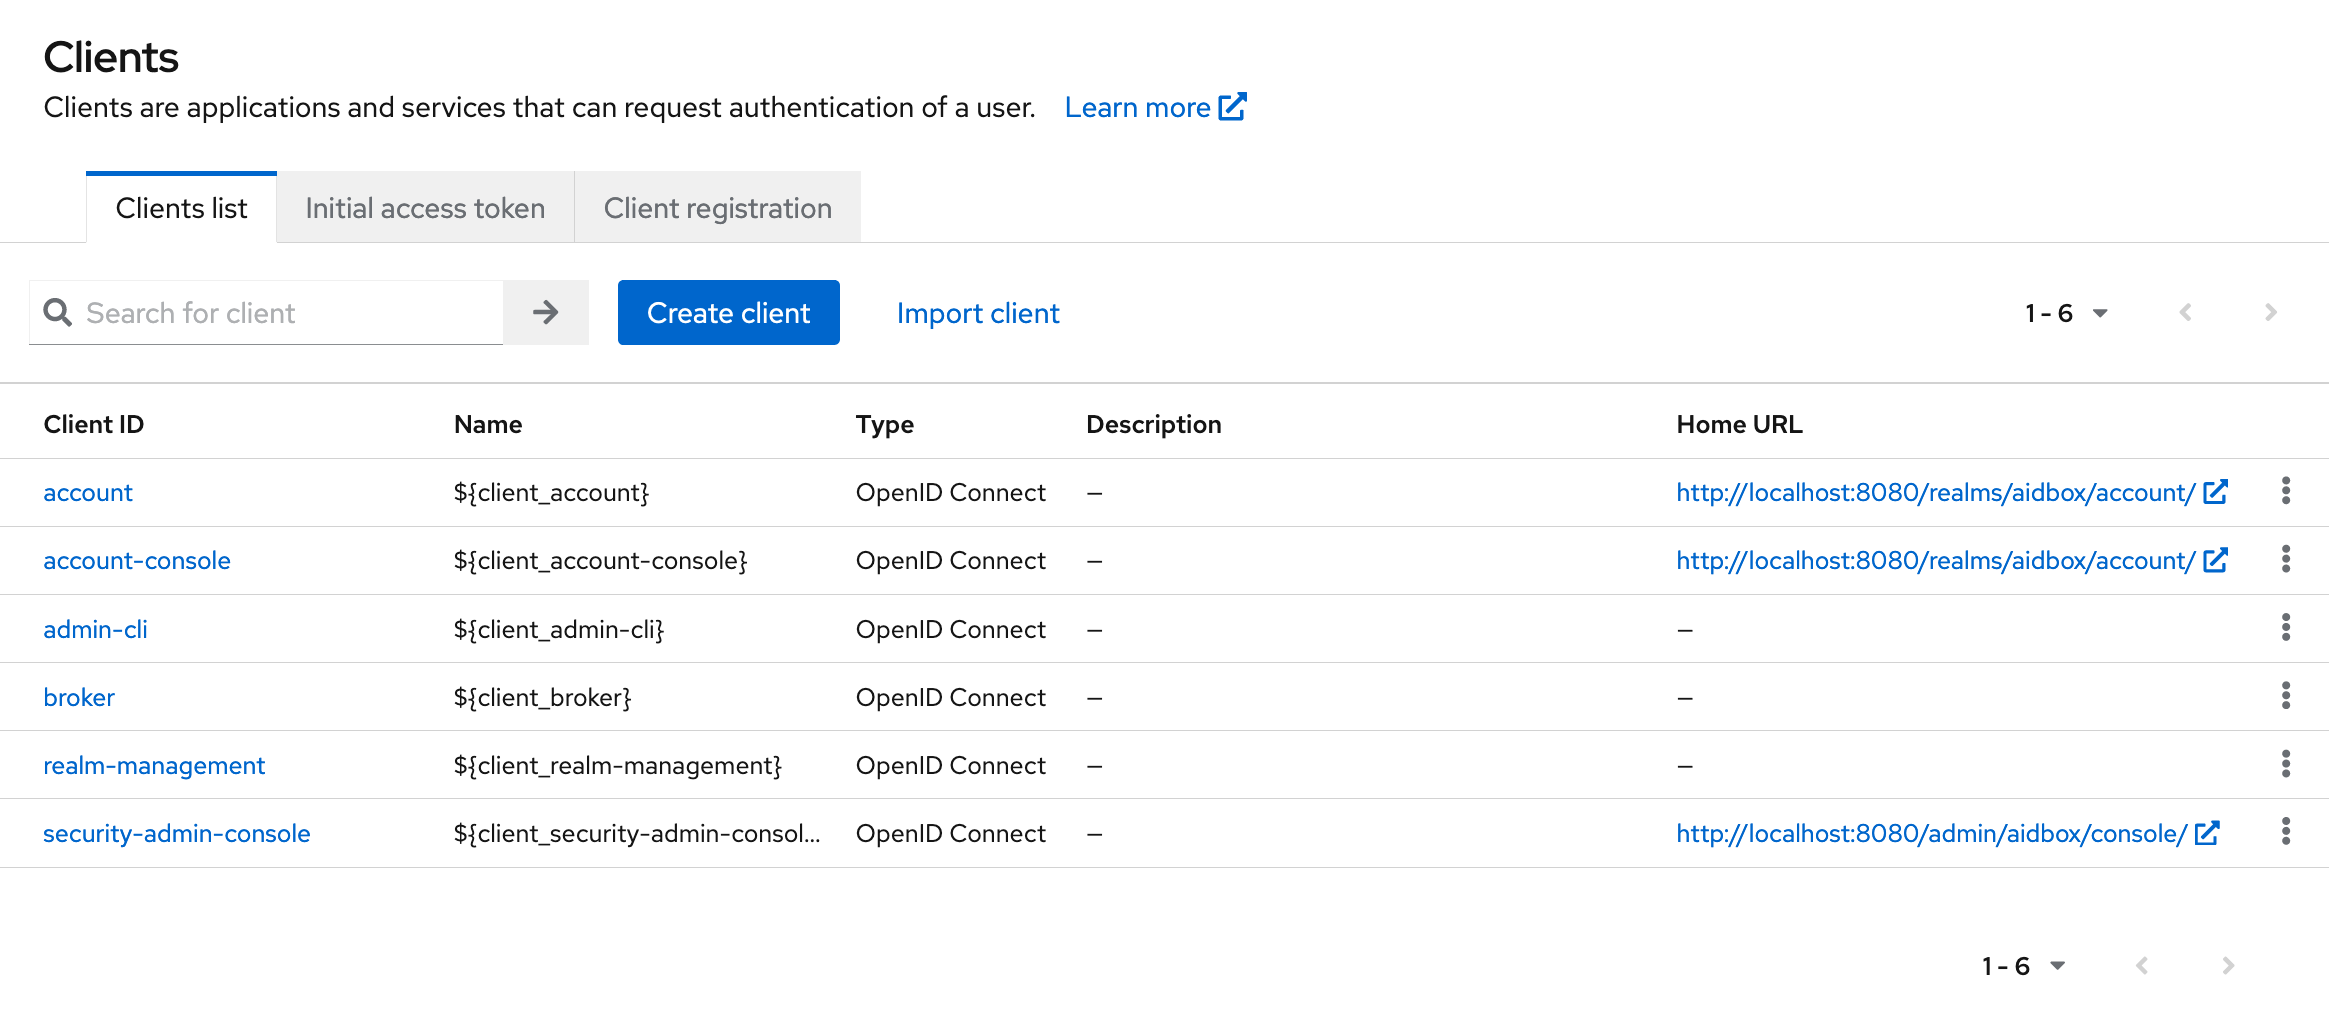 Clients
Clients are applications and services that can request authentication of a user. Learn more
Clients list Initial access token Client registration
Search for client Create client Import client 1 - 6
Client ID Name Type Description Home URL
account ${client_account} OpenID Connect – http://localhost:8080/realms/aidbox/account/
account-console ${client_account-console} OpenID Connect – http://localhost:8080/realms/aidbox/account/
admin-cli ${client_admin-cli} OpenID Connect – –
broker ${client_broker} OpenID Connect – –
realm-management ${client_realm-management} OpenID Connect – –
security-admin-console ${client_security-admin-consol... OpenID Connect – http://localhost:8080/admin/aidbox/console/
1 - 6